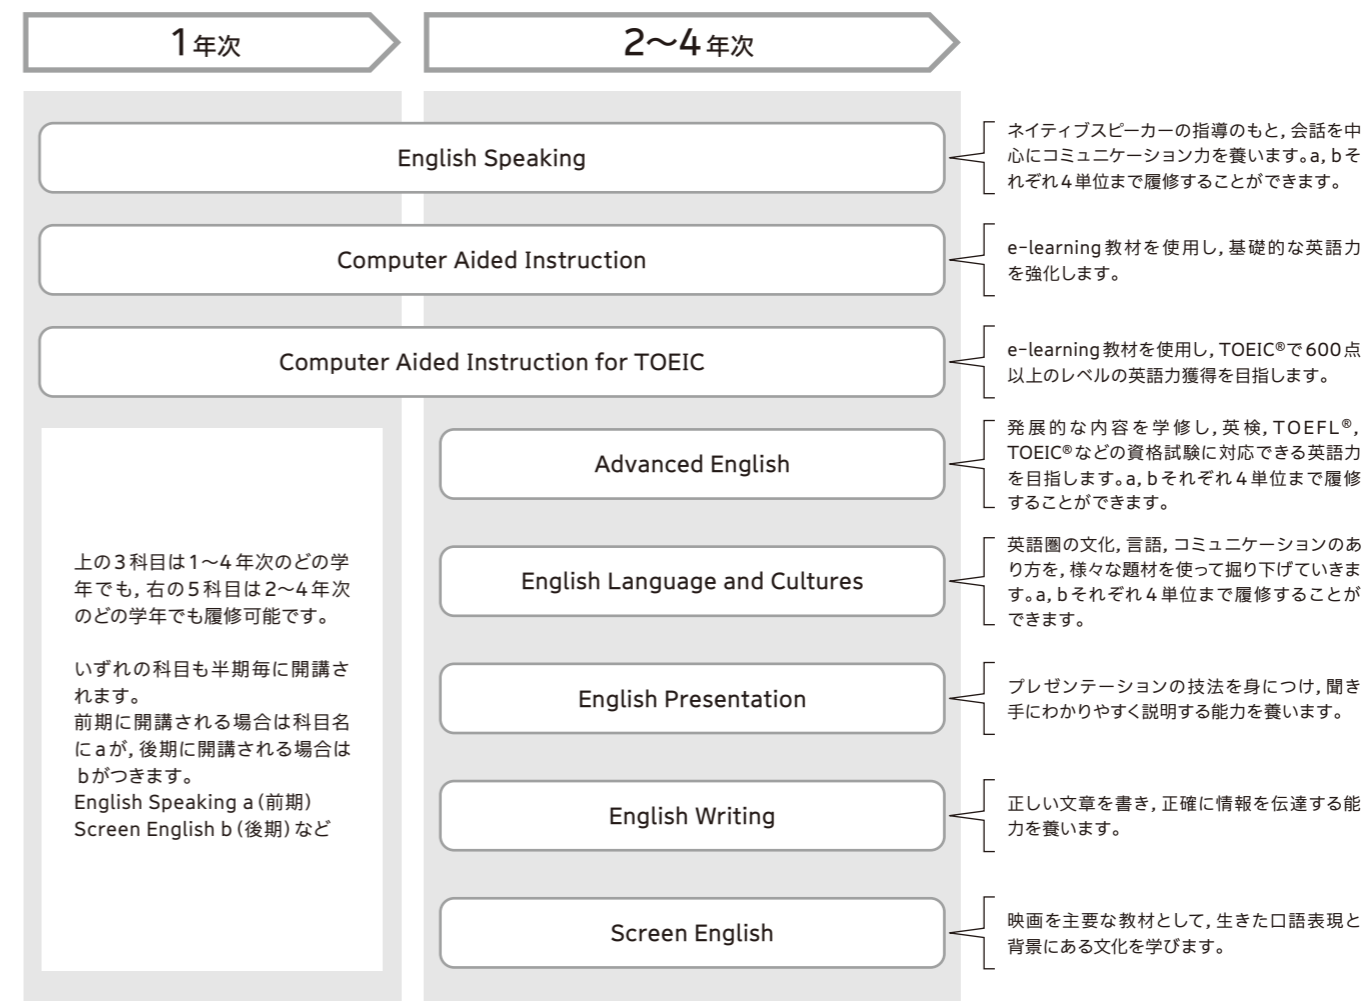 1年次
2〜4年次
English Speaking
ネイティブスピーカーの指導のもと,会話を中
心にコミュニケーション力を養います。a, bそ
れぞれ4単位まで履修することができます。
Computer Aided Instruction
e-learning教材を使用し,基礎的な英語力
を強化します。
Computer Aided Instruction for TOEIC
e-learning教材を使用し,TOEIC®で600点
以上のレベルの英語力獲得を目指します。
Advanced English
発展的な内容を学修し,英検,TOEFL®,
TOEIC®などの資格試験に対応できる英語力
を目指します。a, bそれぞれ4単位まで履修
することができます。
上の3科目は1〜4年次のどの学
年でも,右の5科目は2〜4年次
のどの学年でも履修可能です。
いずれの科目も半期毎に開講さ
れます。
前期に開講される場合は科目名
にaが,後期に開講される場合は
bがつきます。
English Speaking a(前期)
Screen English b(後期)など
English Language and Cultures
英語圏の文化,言語,コミュニケーションのあ
り方を,様々な題材を使って掘り下げていきま
す。a, bそれぞれ4単位まで履修することが
できます。
English Presentation
プレゼンテーションの技法を身につけ,聞き
手にわかりやすく説明する能力を養います。
English Writing
正しい文章を書き,正確に情報を伝達する能
力を養います。
Screen English
映画を主要な教材として,生きた口語表現と
背景にある文化を学びます。